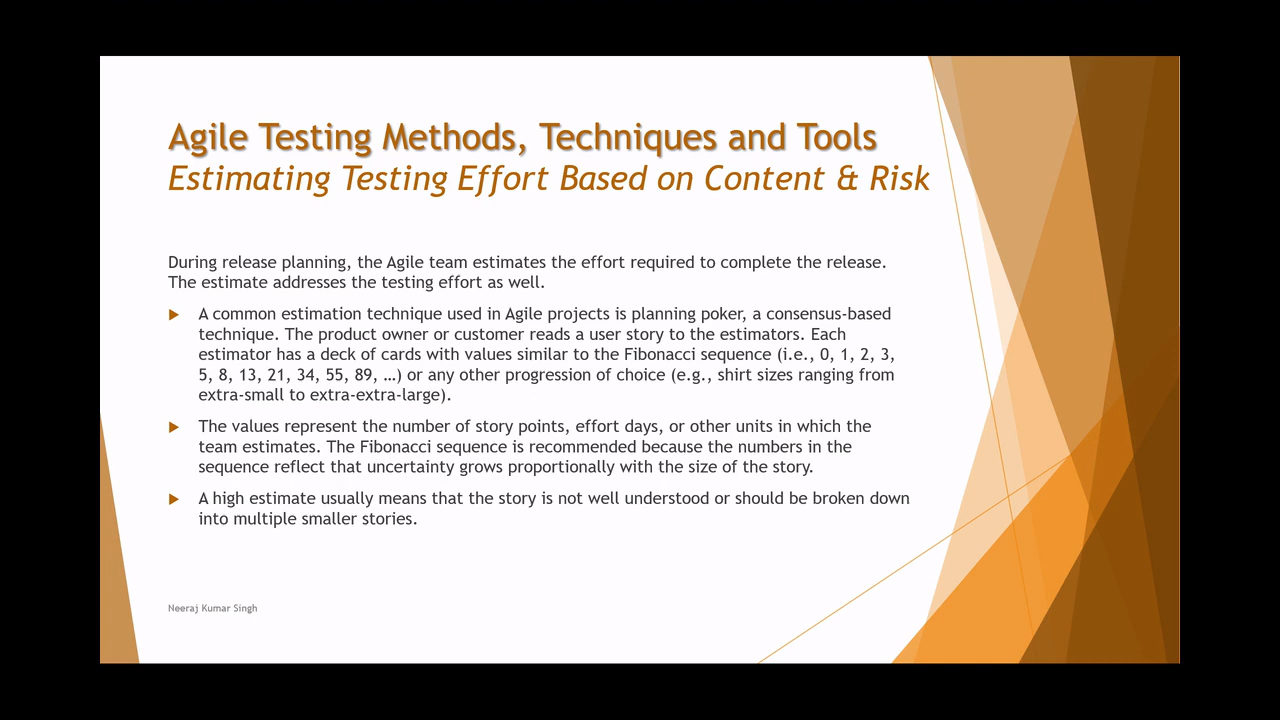 Agile Testing Methods, Techniques and Tools
Estimating Testing Effort Based on Content & Risk
During release planning, the Agile team estimates the effort required to complete the release.
The estimate addresses the testing effort as well.
A common estimation technique used in Agile projects is planning poker, a consensus-based
technique. The product owner or customer reads a user story to the estimators. Each
estimator has a deck of cards with values similar to the Fibonacci sequence (i.e., 0, 1, 2, 3,
5, 8, 13, 21, 34, 55, 89, …) or any other progression of choice (e.g., shirt sizes ranging from
extra-small to extra-extra-large).
The values represent the number of story points, effort days, or other units in which the
team estimates. The Fibonacci sequence is recommended because the numbers in the
sequence reflect that uncertainty grows proportionally with the size of the story.
A high estimate usually means that the story is not well understood or should be broken down
into multiple smaller stories.
Neeraj Kumar Singh